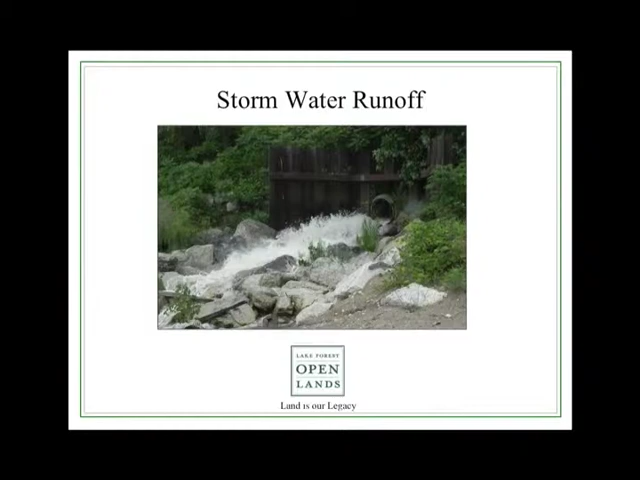 Storm Water Runoff
LAKE FOREST
OPEN
LANDS
Land is our Legacy